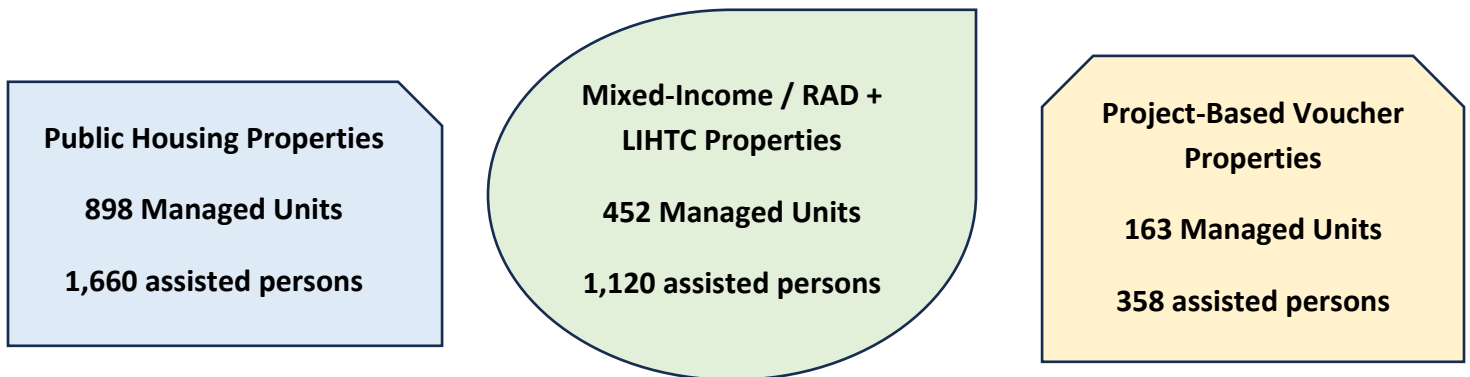 Public Housing Properties
898 Managed Units
1,660 assisted persons
Mixed-Income / RAD +
LIHTC Properties
452 Managed Units
1,120 assisted persons
Project-Based Voucher
Properties
163 Managed Units
358 assisted persons